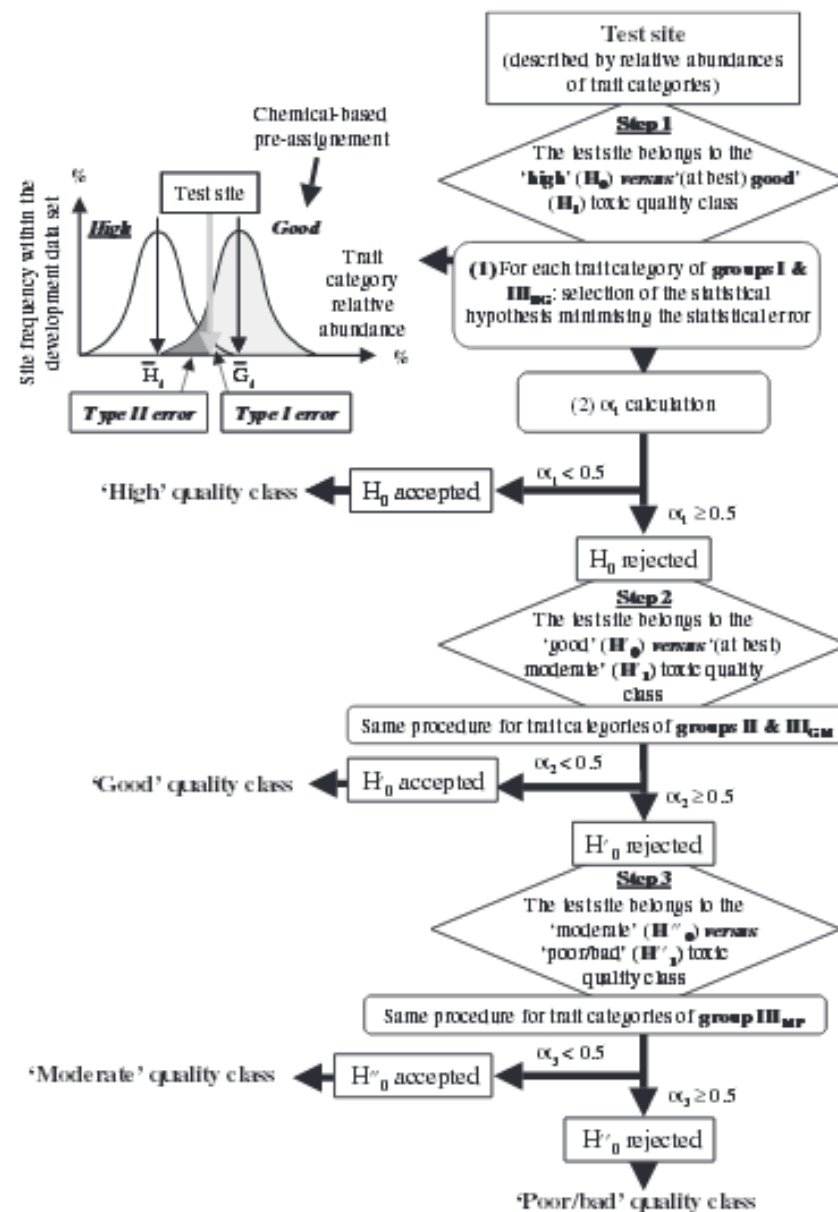 Test site
(described by relative abundances
of trait categories)
Step 1
The test site belongs to the
‘high’ (H₀) versus ‘(at best) good’
(H₁) toxic quality class
(1) For each trait category of groups I &
III_HG: selection of the statistical
hypothesis minimising the statistical error
(2) α₁ calculation
Chemical-based
pre-assignement
%
Test site
High
Good
Site frequency within the
development data set
Trait
category
relative
abundance
%
H̅ᵢ
G̅ᵢ
Type II error
Type I error
α₁ < 0.5
H₀ accepted
‘High’ quality class
α₁ ≥ 0.5
H₀ rejected
Step 2
The test site belongs to the
‘good’ (H′₀) versus ‘(at best)
moderate’ (H′₁) toxic quality
class
Same procedure for trait categories of groups II & III_GM
α₂ < 0.5
H′₀ accepted
‘Good’ quality class
α₂ ≥ 0.5
H′₀ rejected
Step 3
The test site belongs to the
‘moderate’ (H′′₀) versus
‘poor/bad’ (H′′₁) toxic
quality class
Same procedure for trait categories of group III_MP
α₃ < 0.5
H′′₀ accepted
‘Moderate’ quality class
α₃ ≥ 0.5
H′′₀ rejected
‘Poor/bad’ quality class